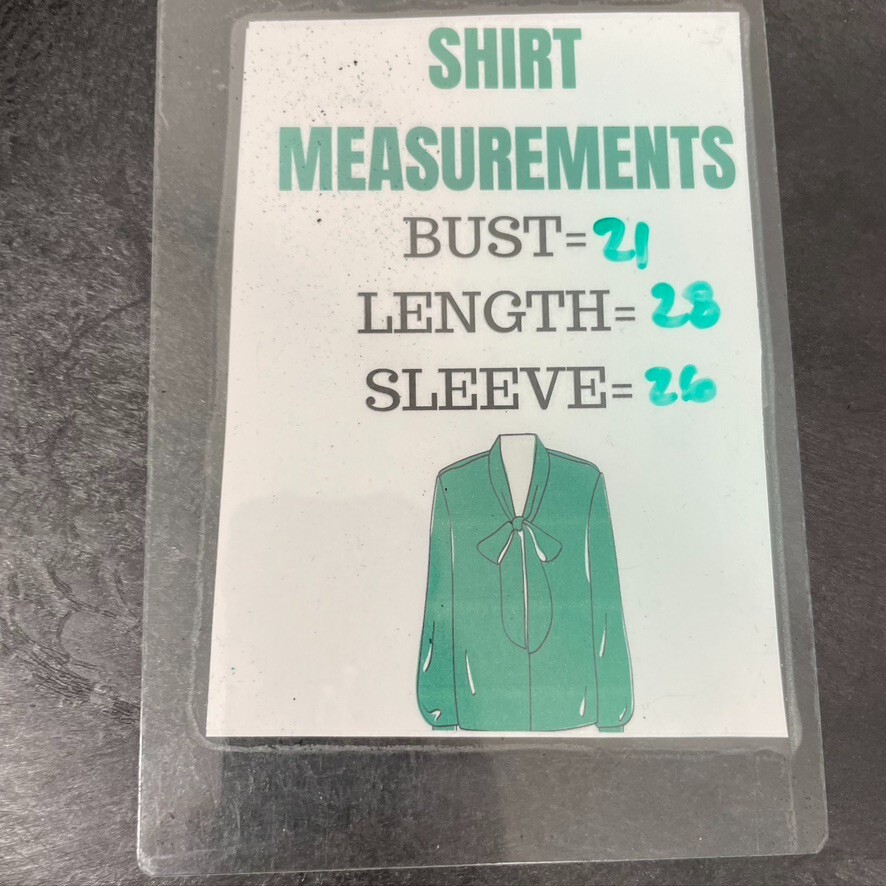 SHIRT
MEASUREMENTS
BUST=21
LENGTH= 28
SLEEVE= 26